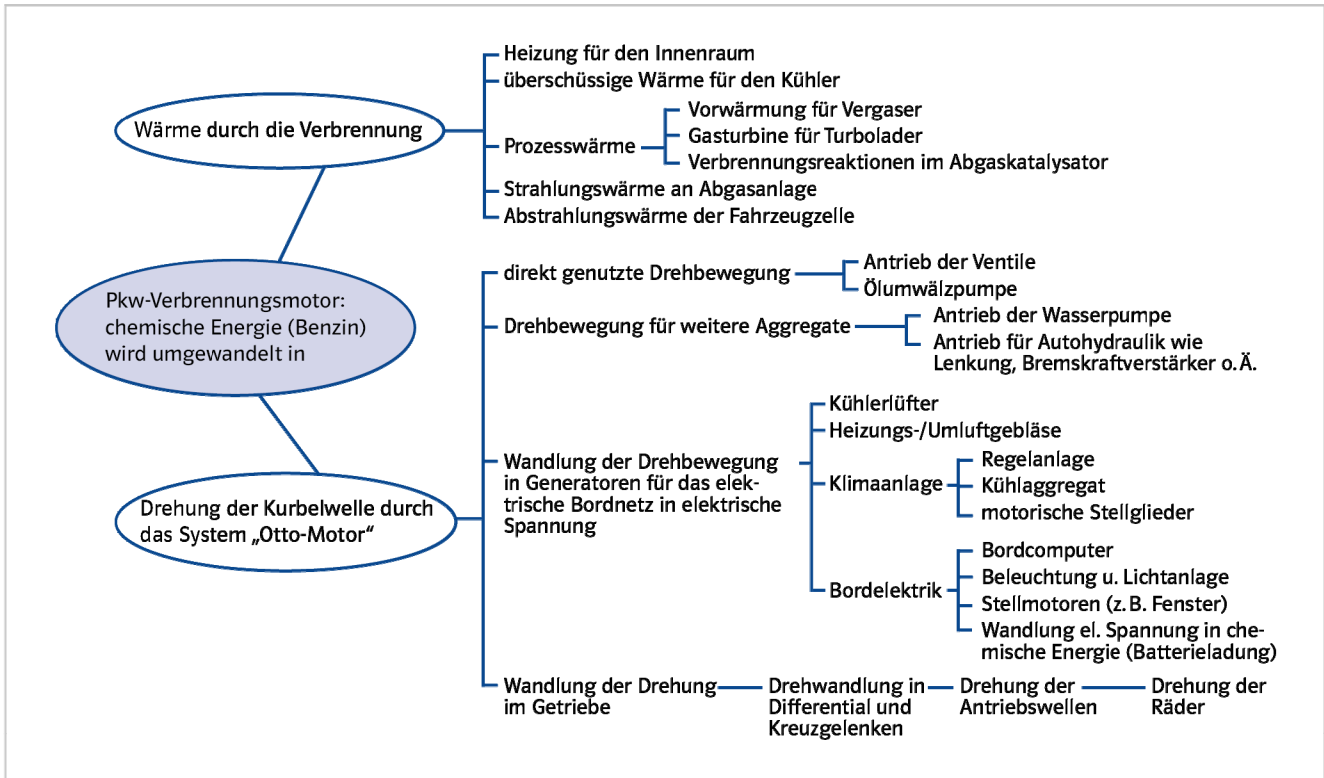 Heizung für den Innenraum
überschüssige Wärme für den Kühler
Wärme durch die Verbrennung
Prozesswärme
Vorwärmung für Vergaser
Gasturbine für Turbolader
Verbrennungsreaktionen im Abgaskatalysator
Strahlungswärme an Abgasanlage
Abstrahlungswärme der Fahrzeugzelle
Pkw-Verbrennungsmotor:
chemische Energie (Benzin)
wird umgewandelt in
direkt genutzte Drehbewegung
Antrieb der Ventile
Ölumwälzpumpe
Drehbewegung für weitere Aggregate
Antrieb der Wasserpumpe
Antrieb für Autohydraulik wie
Lenkung, Bremskraftverstärker o. Ä.
Drehung der Kurbelwelle durch
das System „Otto-Motor“
Wandlung der Drehbewegung
in Generatoren für das elek-
trische Bordnetz in elektrische
Spannung
Kühlerlüfter
Heizungs-/Umluftgebläse
Klimaanlage
Regelanlage
Kühlaggregat
motorische Stellglieder
Bordelektrik
Bordcomputer
Beleuchtung u. Lichtanlage
Stellmotoren (z. B. Fenster)
Wandlung el. Spannung in che-
mische Energie (Batterieladung)
Wandlung der Drehung
im Getriebe
Drehwandlung in
Differential und
Kreuzgelenken
Drehung der
Antriebswellen
Drehung der
Räder